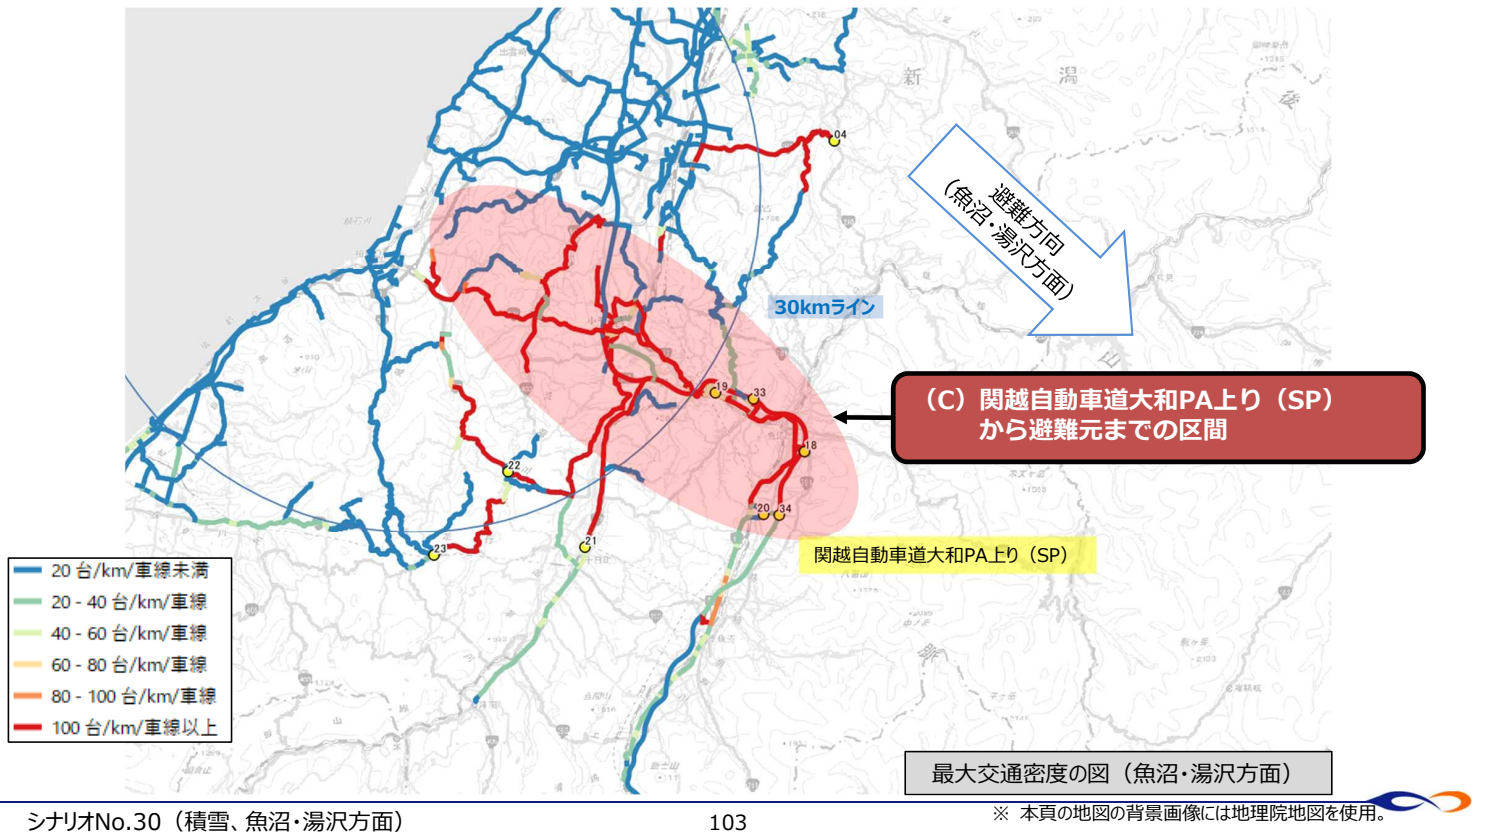 新
潟
後
出雲崎
04
避難方向
（魚沼・湯沢方面）
30kmライン
（C）関越自動車道大和PA上り（SP）
から避難元までの区間
19
33
18
22
20
34
21
23
山
関越自動車道大和PA上り（SP）
脈
20 台/km/車線未満
20 - 40 台/km/車線
40 - 60 台/km/車線
60 - 80 台/km/車線
80 - 100 台/km/車線
100 台/km/車線以上
最大交通密度の図（魚沼・湯沢方面）
※ 本頁の地図の背景画像には地理院地図を使用。
シナリオNo.30（積雪、魚沼・湯沢方面）
103